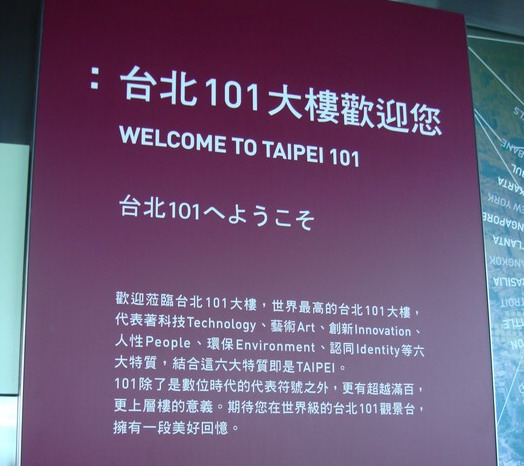 ：台北101大樓歡迎您
WELCOME TO TAIPEI 101
台北101へようこそ
歡迎蒞臨台北101大樓，世界最高的台北101大樓，
代表著科技Technology、藝術Art、創新Innovation、
人性People、環保Environment、認同Identity等六
大特質，結合這六大特質即是TAIPEI。
101除了是數位時代的代表符號之外，更有超越滿百，
更上層樓的意義。期待您在世界級的台北101觀景台，
擁有一段美好回憶。
NEW YORK